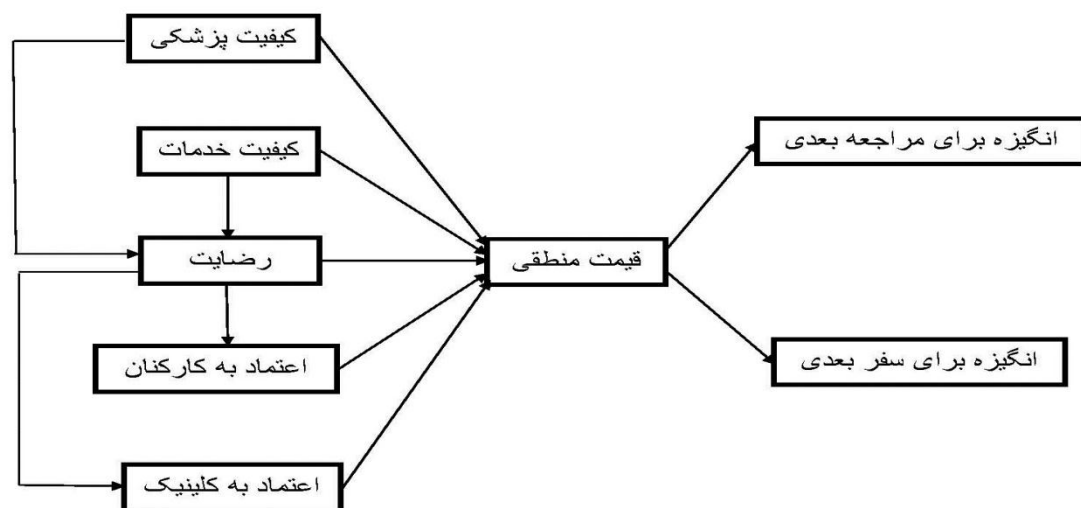 کیفیت پزشکی
کیفیت خدمات
رضایت
اعتماد به کارکنان
اعتماد به کلینیک
قیمت منطقی
انگیزه برای مراجعه بعدی
انگیزه برای سفر بعدی